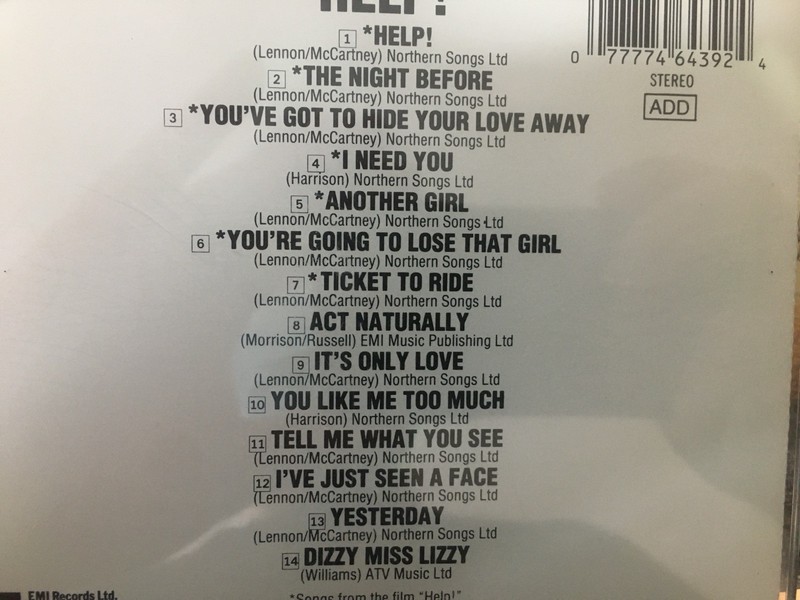 HELP!
1 *HELP!
(Lennon/McCartney) Northern Songs Ltd
2 *THE NIGHT BEFORE
(Lennon/McCartney) Northern Songs Ltd
3 *YOU'VE GOT TO HIDE YOUR LOVE AWAY
(Lennon/McCartney) Northern Songs Ltd
4 *I NEED YOU
(Harrison) Northern Songs Ltd
5 *ANOTHER GIRL
(Lennon/McCartney) Northern Songs Ltd
6 *YOU'RE GOING TO LOSE THAT GIRL
(Lennon/McCartney) Northern Songs Ltd
7 *TICKET TO RIDE
(Lennon/McCartney) Northern Songs Ltd
8 ACT NATURALLY
(Morrison/Russell) EMI Music Publishing Ltd
9 IT'S ONLY LOVE
(Lennon/McCartney) Northern Songs Ltd
10 YOU LIKE ME TOO MUCH
(Harrison) Northern Songs Ltd
11 TELL ME WHAT YOU SEE
(Lennon/McCartney) Northern Songs Ltd
12 I'VE JUST SEEN A FACE
(Lennon/McCartney) Northern Songs Ltd
13 YESTERDAY
(Lennon/McCartney) Northern Songs Ltd
14 DIZZY MISS LIZZY
(Williams) ATV Music Ltd
*Songs from the film "Help!"
EMI Records Ltd.
0 77774 64392 4
STEREO
ADD